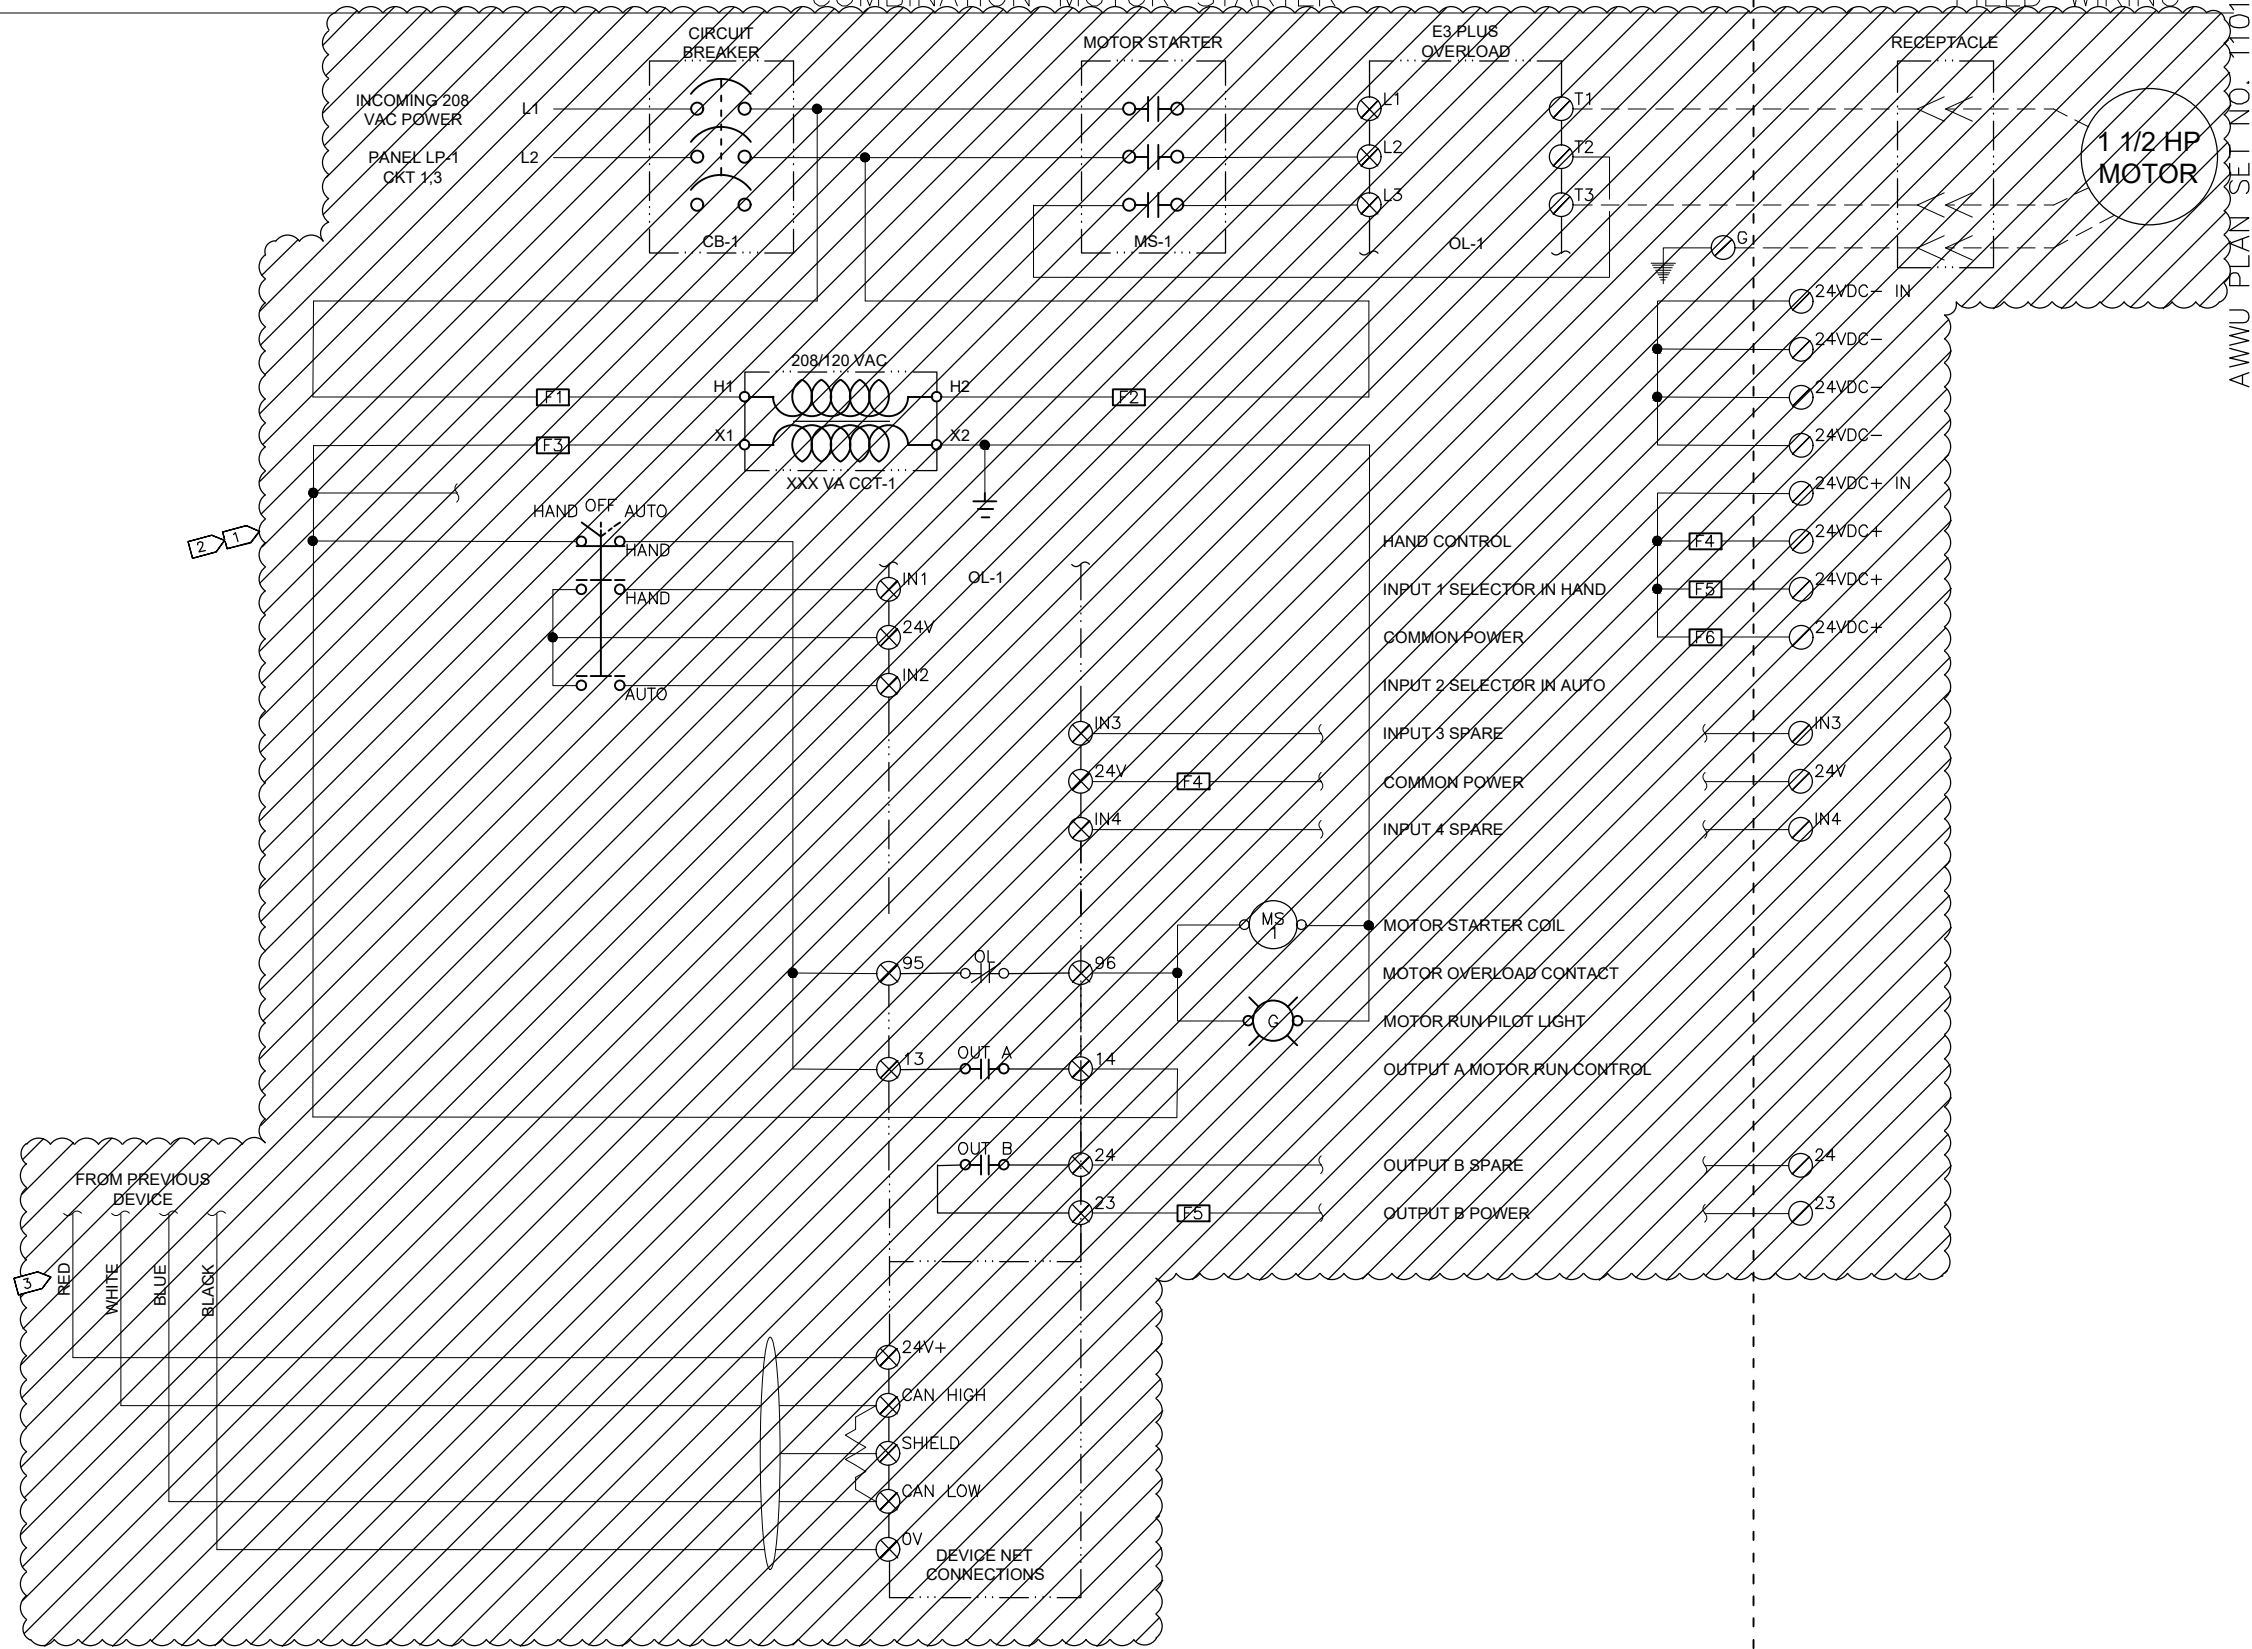 COMBINATION MOTOR STARTER
FIELD WIRING
AWWU PLAN SET NO. 1101
CIRCUIT
BREAKER
MOTOR STARTER
E3 PLUS
OVERLOAD
RECEPTACLE
INCOMING 208
VAC POWER
L1
L1
T1
PANEL LP-1
CKT 1,3
L2
L2
T2
1 1/2 HP
MOTOR
L3
T3
CB-1
MS-1
OL-1
G
24VDC- IN
24VDC-
208/120 VAC
H1
H2
F1
F2
24VDC-
X1
X2
F3
24VDC-
XXX VA CCT-1
24VDC+ IN
HAND OFF AUTO
2
1
HAND
HAND CONTROL
F4
24VDC+
IN1
OL-1
HAND
INPUT 1 SELECTOR IN HAND
F5
24VDC+
24V
COMMON POWER
F6
24VDC+
IN2
AUTO
INPUT 2 SELECTOR IN AUTO
IN3
INPUT 3 SPARE
IN3
24V
F4
COMMON POWER
24V
IN4
INPUT 4 SPARE
IN4
MS
1
MOTOR STARTER COIL
95
OL
96
MOTOR OVERLOAD CONTACT
G
MOTOR RUN PILOT LIGHT
13
OUT A
14
OUTPUT A MOTOR RUN CONTROL
OUT B
24
OUTPUT B SPARE
24
23
F5
OUTPUT B POWER
23
FROM PREVIOUS
DEVICE
3
RED
WHITE
BLUE
BLACK
24V+
CAN HIGH
SHIELD
CAN LOW
0V
DEVICE NET
CONNECTIONS